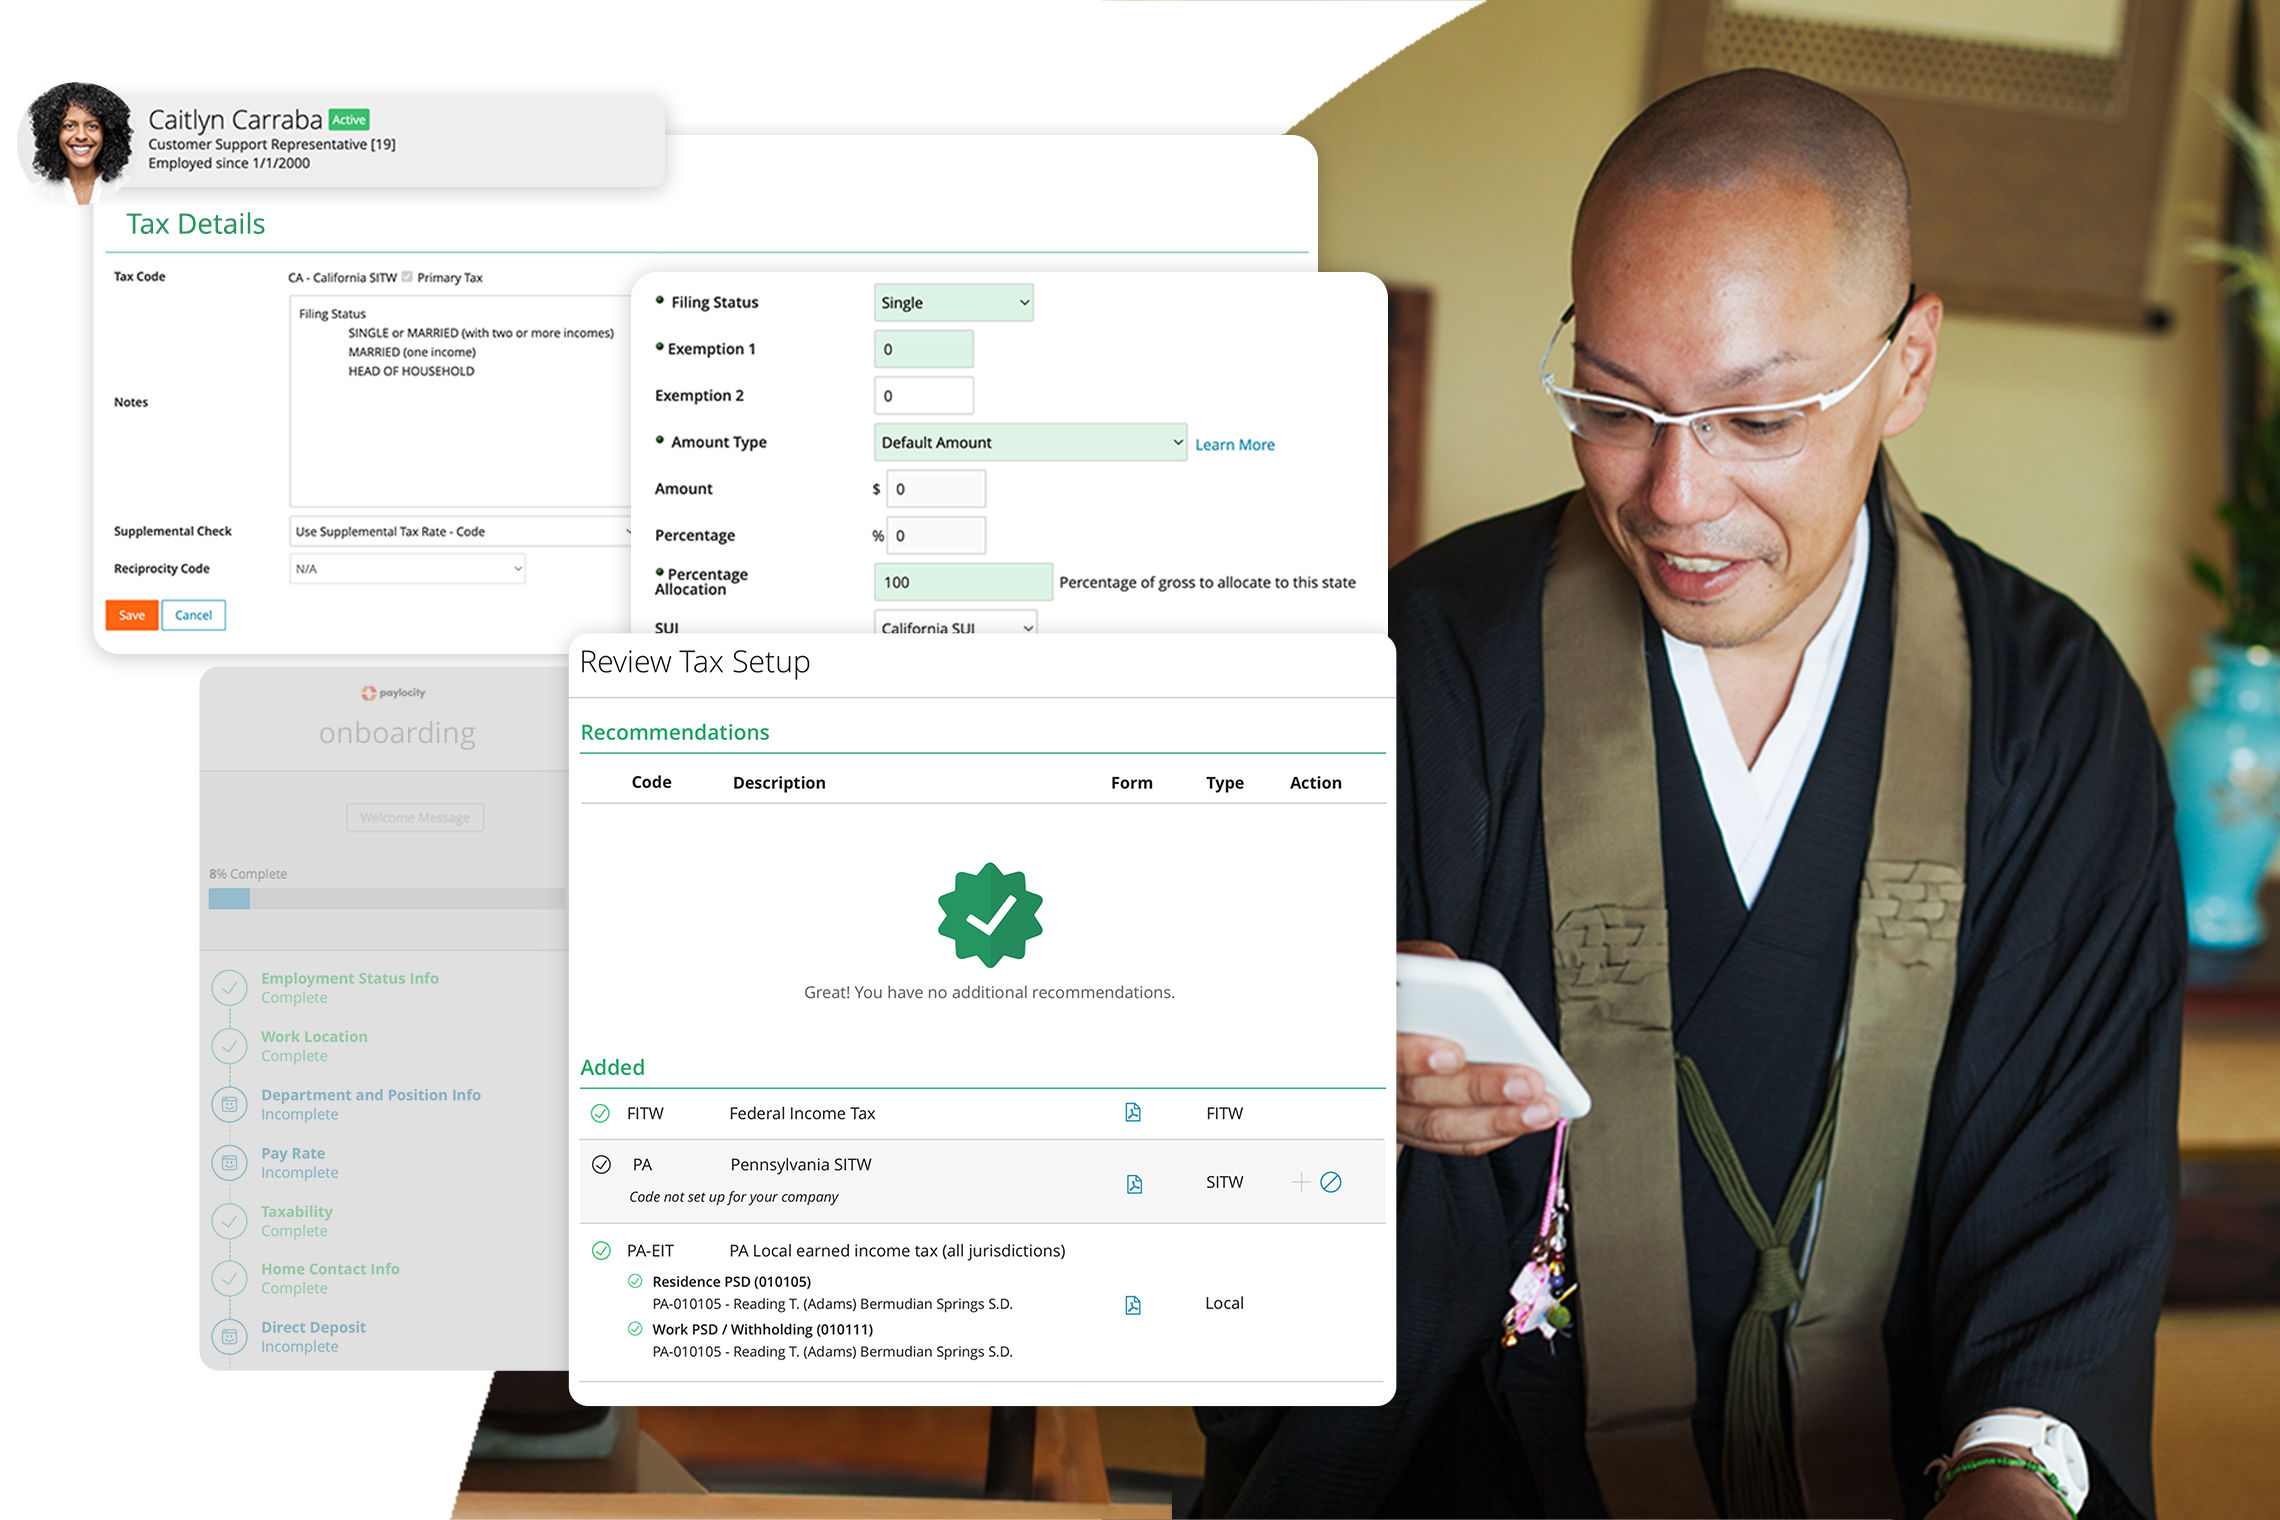 Caitlyn Carraba Active
Customer Support Representative [19]
Employed since 1/1/2000
Tax Details
Tax Code
CA - California SITW Primary Tax
Notes
Filing Status
SINGLE or MARRIED (with two or more incomes)
MARRIED (one income)
HEAD OF HOUSEHOLD
Supplemental Check
Use Supplemental Tax Rate - Code
Reciprocity Code
N/A
Save Cancel
Filing Status Single
Exemption 1 0
Exemption 2 0
Amount Type Default Amount Learn More
Amount $ 0
Percentage % 0
Percentage
Allocation
100 Percentage of gross to allocate to this state
SUI California SUI
paylocity
onboarding
Welcome Message
8% Complete
Employment Status Info
Complete
Work Location
Complete
Department and Position Info
Incomplete
Pay Rate
Incomplete
Taxability
Complete
Home Contact Info
Complete
Direct Deposit
Incomplete
Review Tax Setup
Recommendations
Code Description Form Type Action
Great! You have no additional recommendations.
Added
FITW Federal Income Tax FITW
PA Pennsylvania SITW
Code not set up for your company
SITW
PA-EIT PA Local earned income tax (all jurisdictions)
Residence PSD (010105)
PA-010105 - Reading T. (Adams) Bermudian Springs S.D.
Local
Work PSD / Withholding (010111)
PA-010105 - Reading T. (Adams) Bermudian Springs S.D.